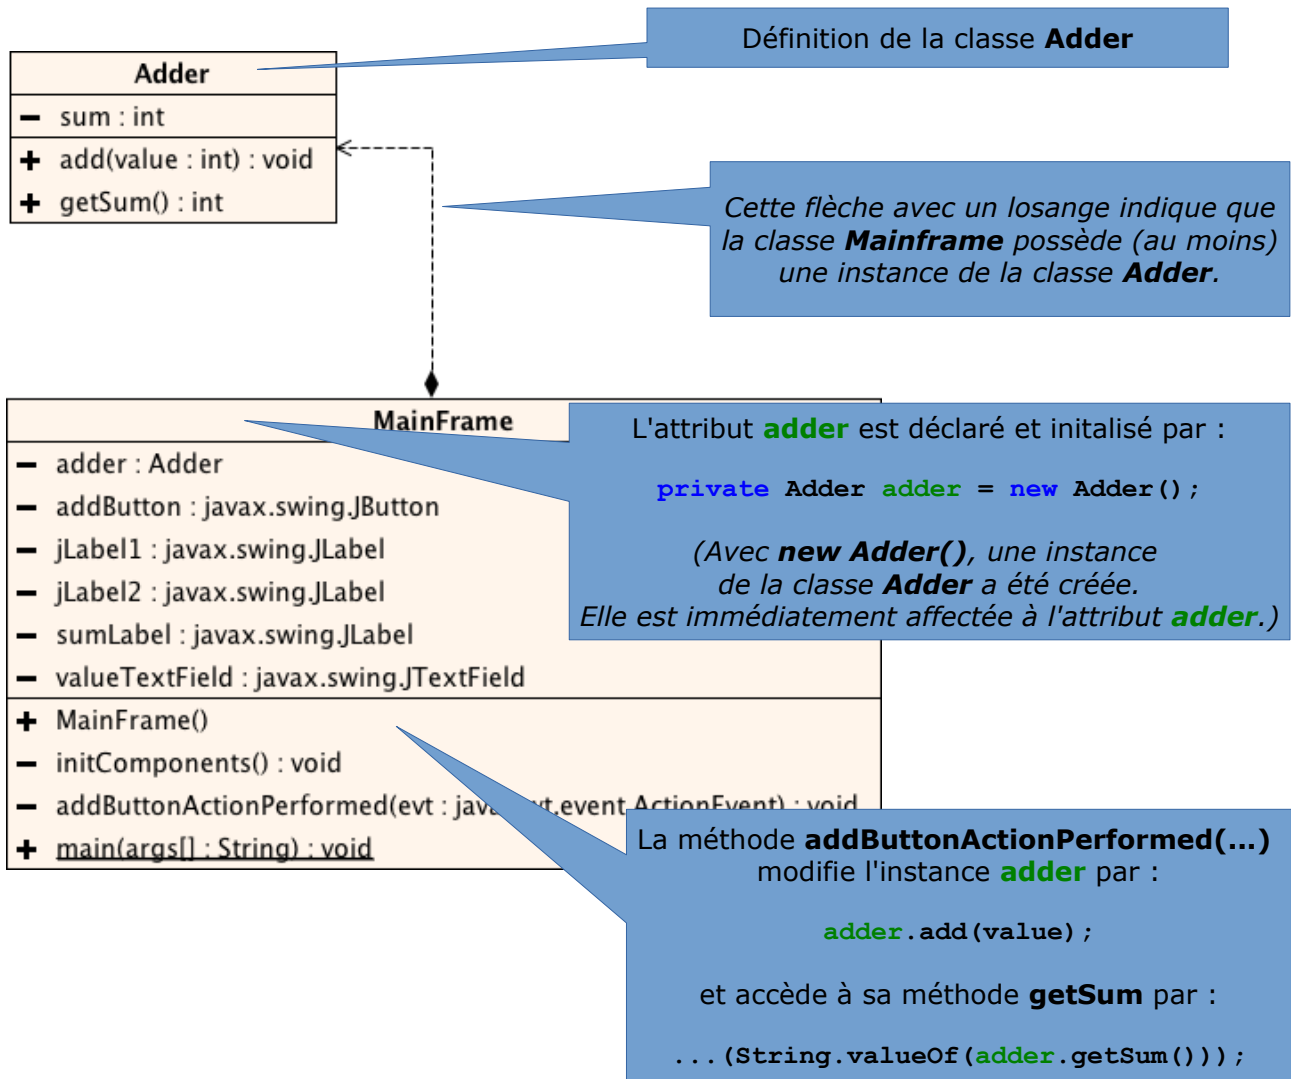 Définition de la classe Adder
Adder
– sum : int
+ add(value : int) : void
+ getSum() : int
Cette flèche avec un losange indique que
la classe Mainframe possède (au moins)
une instance de la classe Adder.
MainFrame
– adder : Adder
– addButton : javax.swing.JButton
– jLabel1 : javax.swing.JLabel
– jLabel2 : javax.swing.JLabel
– sumLabel : javax.swing.JLabel
– valueTextField : javax.swing.JTextField
+ MainFrame()
– initComponents() : void
– addButtonActionPerformed(evt : java.awt.event.ActionEvent) : void
+ main(args[] : String) : void
L'attribut adder est déclaré et initalisé par :
private Adder adder = new Adder();
(Avec new Adder(), une instance
de la classe Adder a été créée.
Elle est immédiatement affectée à l'attribut adder.)
La méthode addButtonActionPerformed(...)
modifie l'instance adder par :
adder.add(value);
et accède à sa méthode getSum par :
...(String.valueOf(adder.getSum()));